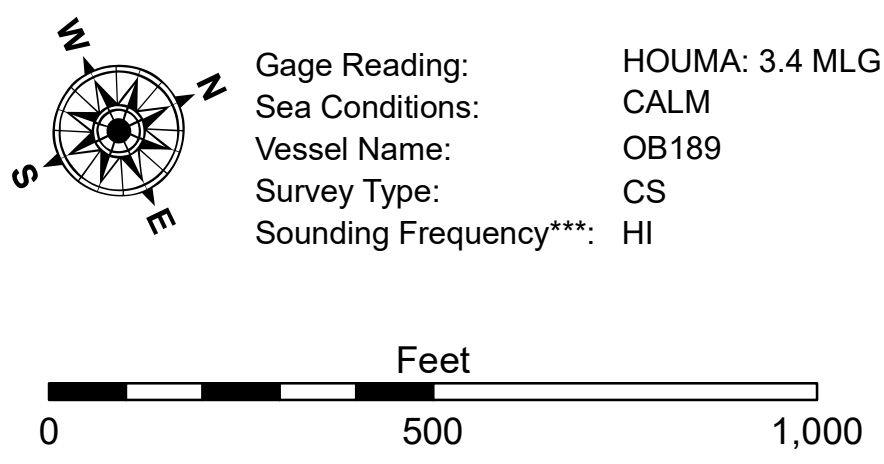 W
N
S
E
Gage Reading: HOUMA: 3.4 MLG
Sea Conditions: CALM
Vessel Name: OB189
Survey Type: CS
Sounding Frequency***: HI
Feet
0 500 1,000